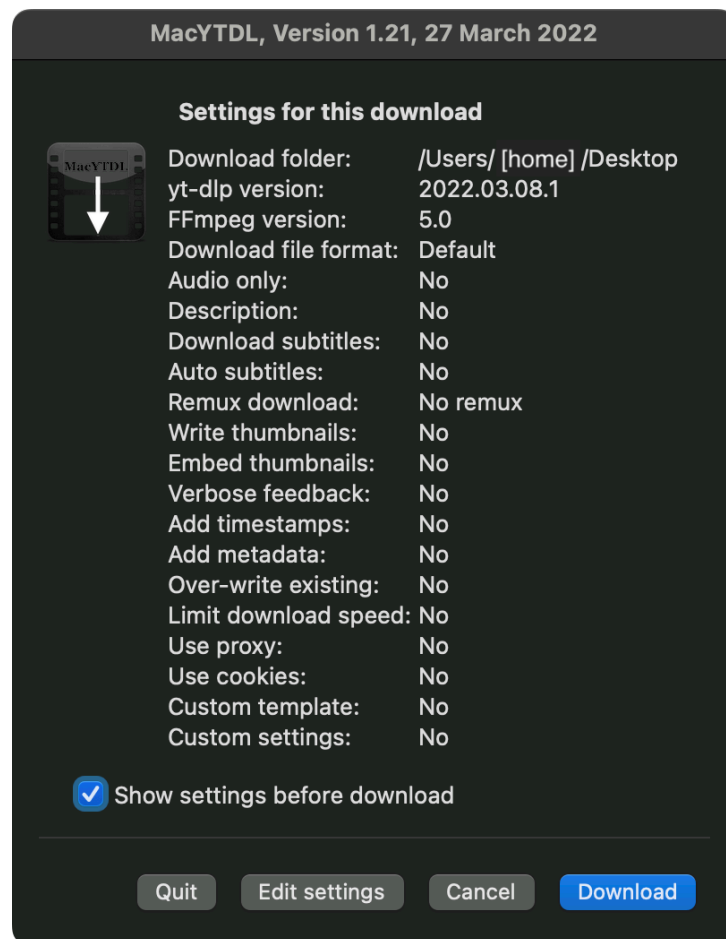 MacYTDL, Version 1.21, 27 March 2022
Settings for this download
MacYTDL
Download folder: /Users/ [home] /Desktop
yt-dlp version: 2022.03.08.1
FFmpeg version: 5.0
Download file format: Default
Audio only: No
Description: No
Download subtitles: No
Auto subtitles: No
Remux download: No remux
Write thumbnails: No
Embed thumbnails: No
Verbose feedback: No
Add timestamps: No
Add metadata: No
Over-write existing: No
Limit download speed: No
Use proxy: No
Use cookies: No
Custom template: No
Custom settings: No
Show settings before download
Quit Edit settings Cancel Download